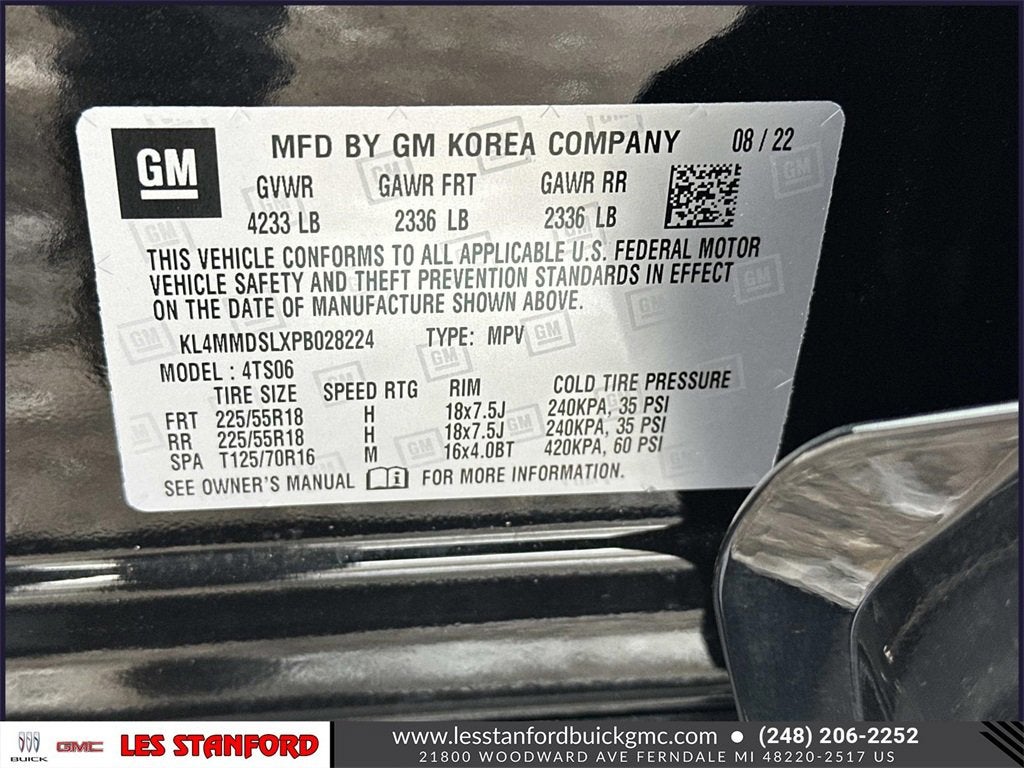 GM
MFD BY GM KOREA COMPANY 08 / 22
GVWR GAWR FRT GAWR RR
4233 LB 2336 LB 2336 LB
THIS VEHICLE CONFORMS TO ALL APPLICABLE U.S. FEDERAL MOTOR
VEHICLE SAFETY AND THEFT PREVENTION STANDARDS IN EFFECT
ON THE DATE OF MANUFACTURE SHOWN ABOVE.
KL4MMDSLXPB028224 TYPE: MPV
MODEL : 4TS06
TIRE SIZE SPEED RTG RIM COLD TIRE PRESSURE
FRT 225/55R18 H 18x7.5J 240KPA, 35 PSI
RR 225/55R18 H 18x7.5J 240KPA, 35 PSI
SPA T125/70R16 M 16x4.0BT 420KPA, 60 PSI
SEE OWNER'S MANUAL i FOR MORE INFORMATION.
BUICK GMC LES STANFORD
www.lesstanfordbuickgmc.com • (248) 206-2252
21800 WOODWARD AVE FERNDALE MI 48220-2517 US